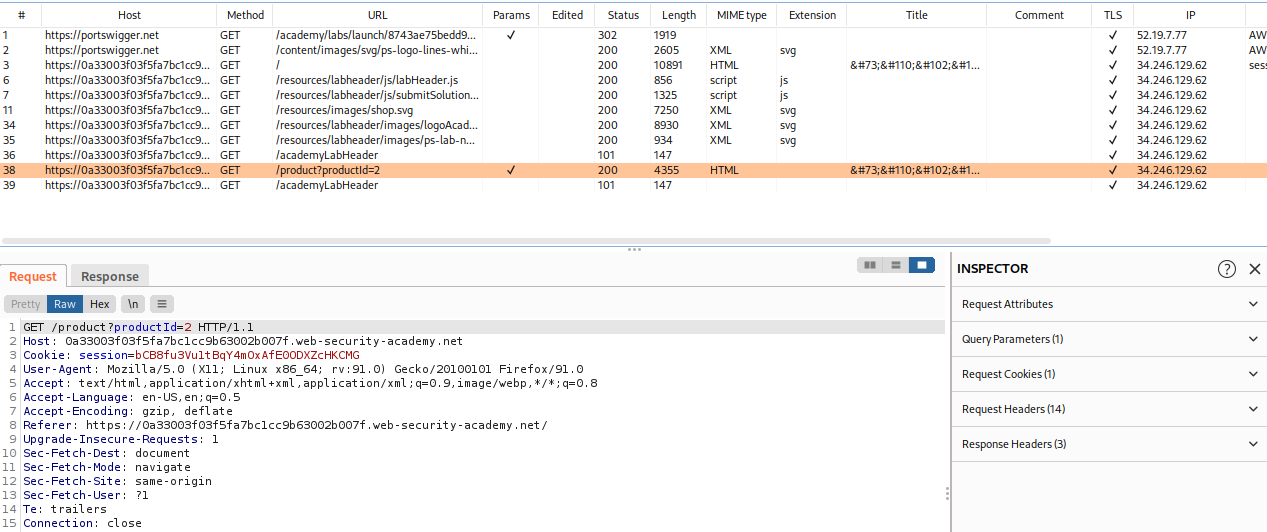 # Host Method URL Params Edited Status Length MIME type Extension Title Comment TLS IP
1 https://portswigger.net GET /academy/labs/launch/8743ae75bedd9... ✓ 302 1919 ✓ 52.19.7.77 AW
2 https://portswigger.net GET /content/images/svg/ps-logo-lines-whi... 200 2605 XML svg ✓ 52.19.7.77 AW
3 https://0a33003f03f5fa7bc1cc9... GET / 200 10891 HTML &#73;&#110;&#102;&#1... ✓ 34.246.129.62 sess
6 https://0a33003f03f5fa7bc1cc9... GET /resources/labheader/js/labHeader.js 200 856 script js ✓ 34.246.129.62
7 https://0a33003f03f5fa7bc1cc9... GET /resources/labheader/js/submitSolution... 200 1325 script js ✓ 34.246.129.62
11 https://0a33003f03f5fa7bc1cc9... GET /resources/images/shop.svg 200 7250 XML svg ✓ 34.246.129.62
34 https://0a33003f03f5fa7bc1cc9... GET /resources/labheader/images/logoAcad... 200 8930 XML svg ✓ 34.246.129.62
35 https://0a33003f03f5fa7bc1cc9... GET /resources/labheader/images/ps-lab-n... 200 934 XML svg ✓ 34.246.129.62
36 https://0a33003f03f5fa7bc1cc9... GET /academyLabHeader 101 147 ✓ 34.246.129.62
38 https://0a33003f03f5fa7bc1cc9... GET /product?productId=2 ✓ 200 4355 HTML &#73;&#110;&#102;&#1... ✓ 34.246.129.62
39 https://0a33003f03f5fa7bc1cc9... GET /academyLabHeader 101 147 ✓ 34.246.129.62
Request Response
Pretty Raw Hex \n
1 GET /product?productId=2 HTTP/1.1
2 Host: 0a33003f03f5fa7bc1cc9b63002b007f.web-security-academy.net
3 Cookie: session=bCB8fu3Vu1tBqY4mOxAfE0ODXZcHKCMG
4 User-Agent: Mozilla/5.0 (X11; Linux x86_64; rv:91.0) Gecko/20100101 Firefox/91.0
5 Accept: text/html,application/xhtml+xml,application/xml;q=0.9,image/webp,*/*;q=0.8
6 Accept-Language: en-US,en;q=0.5
7 Accept-Encoding: gzip, deflate
8 Referer: https://0a33003f03f5fa7bc1cc9b63002b007f.web-security-academy.net/
9 Upgrade-Insecure-Requests: 1
10 Sec-Fetch-Dest: document
11 Sec-Fetch-Mode: navigate
12 Sec-Fetch-Site: same-origin
13 Sec-Fetch-User: ?1
14 Te: trailers
15 Connection: close
INSPECTOR
Request Attributes
Query Parameters (1)
Request Cookies (1)
Request Headers (14)
Response Headers (3)